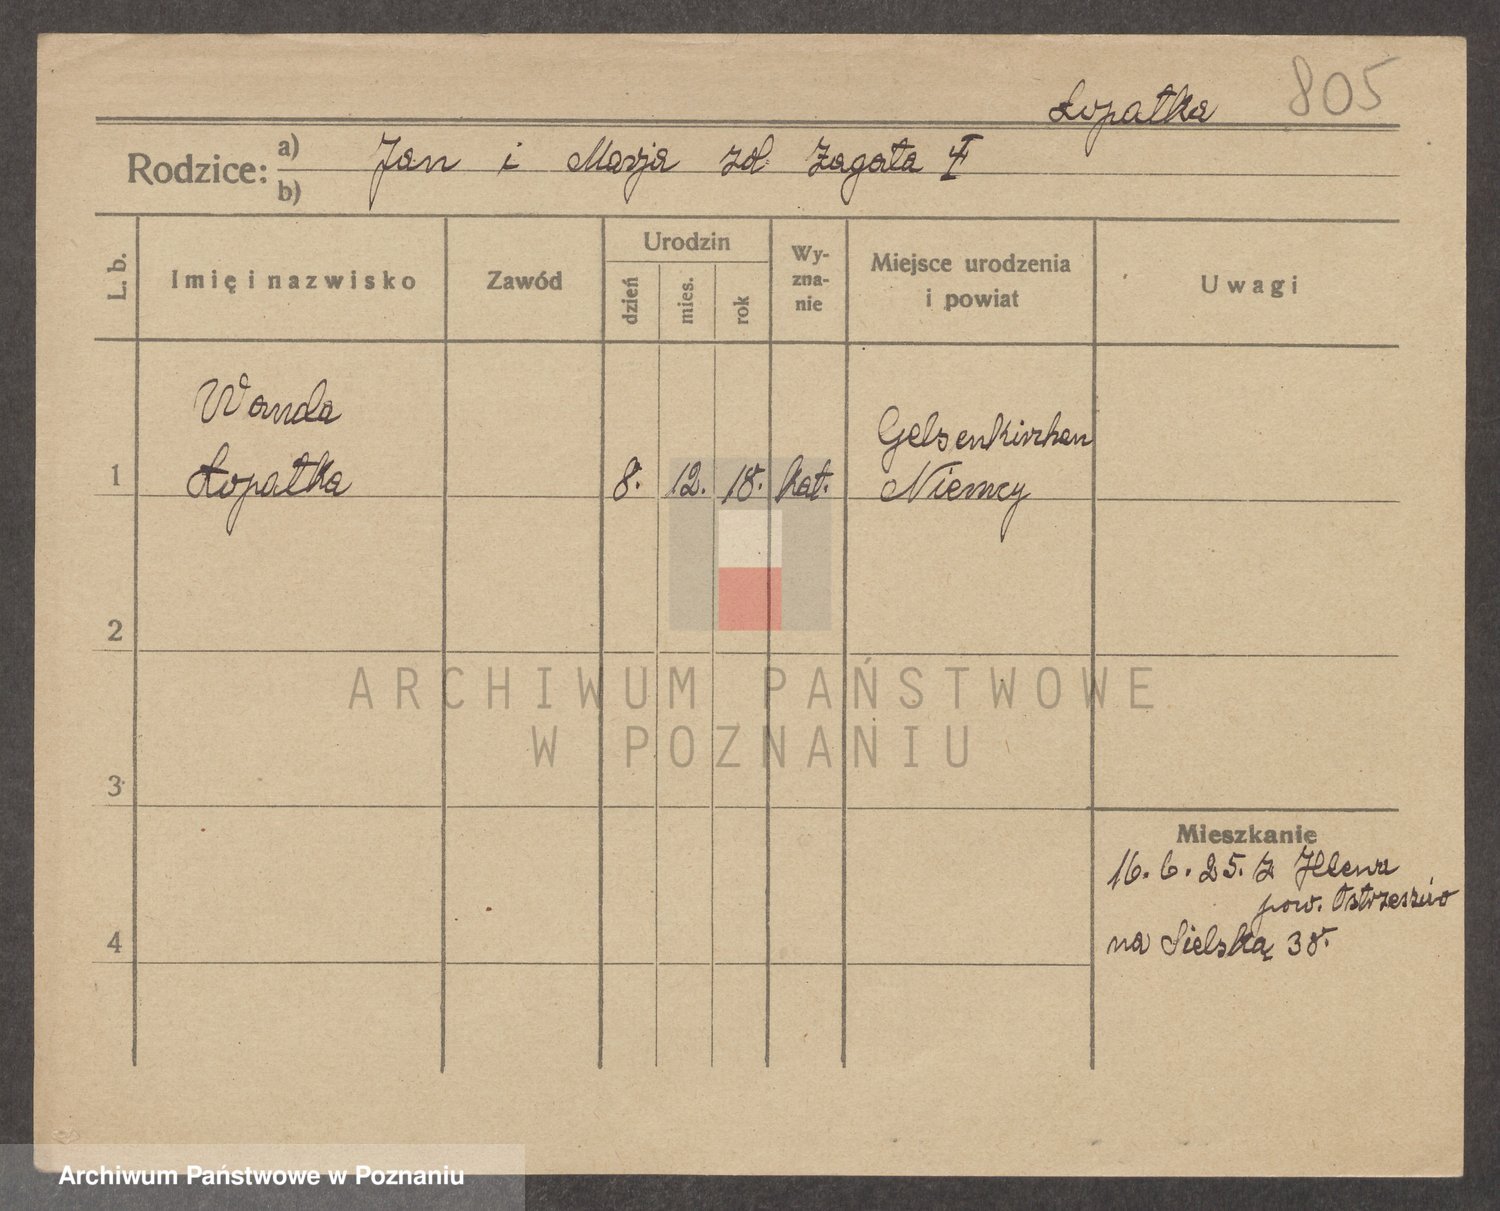 805
Łopatka
Rodzice: a) Jan i Marja zd. Zagata
b)
L. b. Imię i nazwisko Zawód Urodzin dzień mies. rok Wy-zna-nie Miejsce urodzenia i powiat Uwagi
Wanda
1 Łopatka 8. 12. 18. kat. Gelsenkirchen
Niemcy
2
ARCHIWUM PAŃSTWOWE
W POZNANIU
3
Mieszkanie
16. 6. 25. z
pow. Ostrzeszów
4 na Sielską 38.
Archiwum Państwowe w Poznaniu